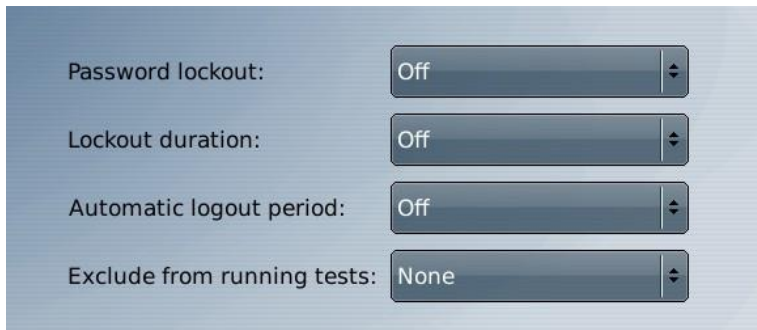 Password lockout: Off
Lockout duration: Off
Automatic logout period: Off
Exclude from running tests: None